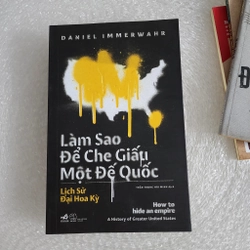 DANIEL IMMERWAHR
Làm Sao
Để Che Giấu
Một Đế Quốc
Lịch Sử
Đại Hoa Kỳ
How to
hide an empire
A History of Greater United States